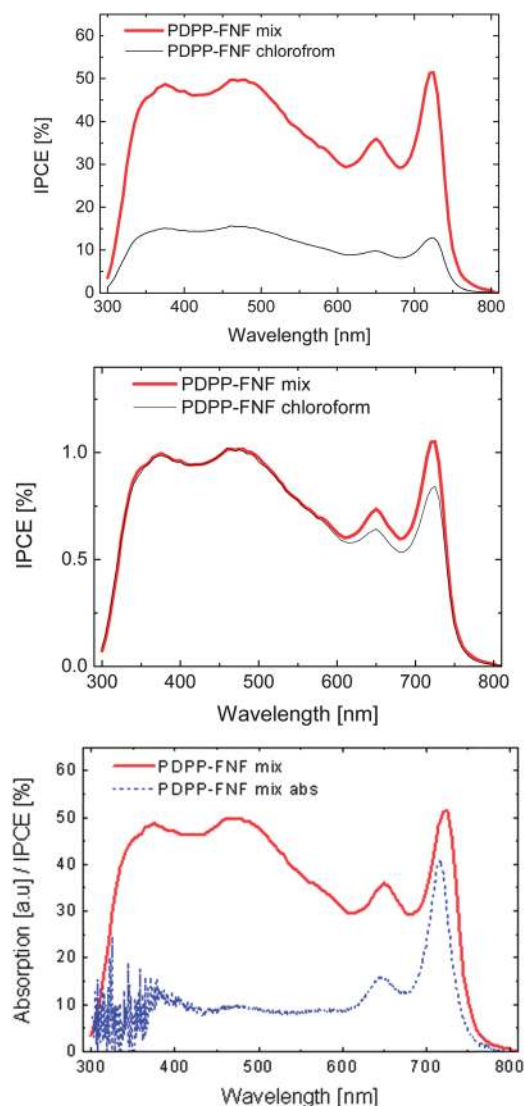 PDPP-FNF mix
PDPP-FNF chlorofrom
IPCE [%]
60
50
40
30
20
10
0
300 400 500 600 700 800
Wavelength [nm]
PDPP-FNF mix
PDPP-FNF chloroform
IPCE [%]
1.0
0.5
0.0
300 400 500 600 700 800
Wavelength [nm]
PDPP-FNF mix
PDPP-FNF mix abs
Absorption [a.u] / IPCE [%]
60
50
40
30
20
10
0
300 400 500 600 700 800
Wavelength [nm]